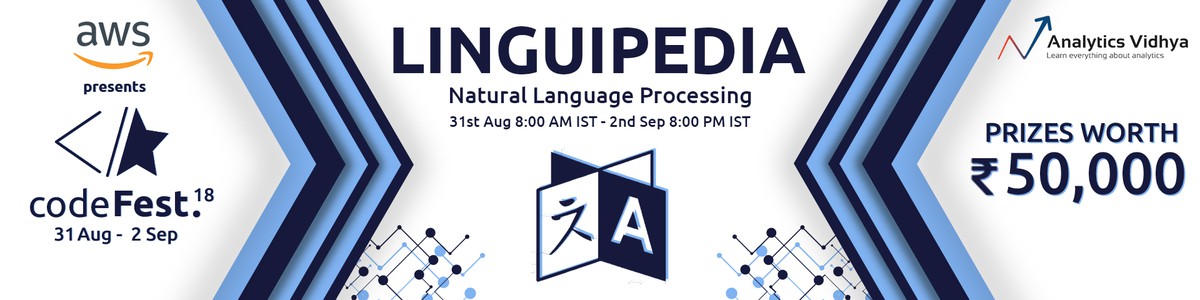 aws
presents
codeFest.18
31 Aug - 2 Sep
LINGUIPEDIA
Natural Language Processing
31st Aug 8:00 AM IST - 2nd Sep 8:00 PM IST
A
Analytics Vidhya
Learn everything about analytics
PRIZES WORTH
₹ 50,000